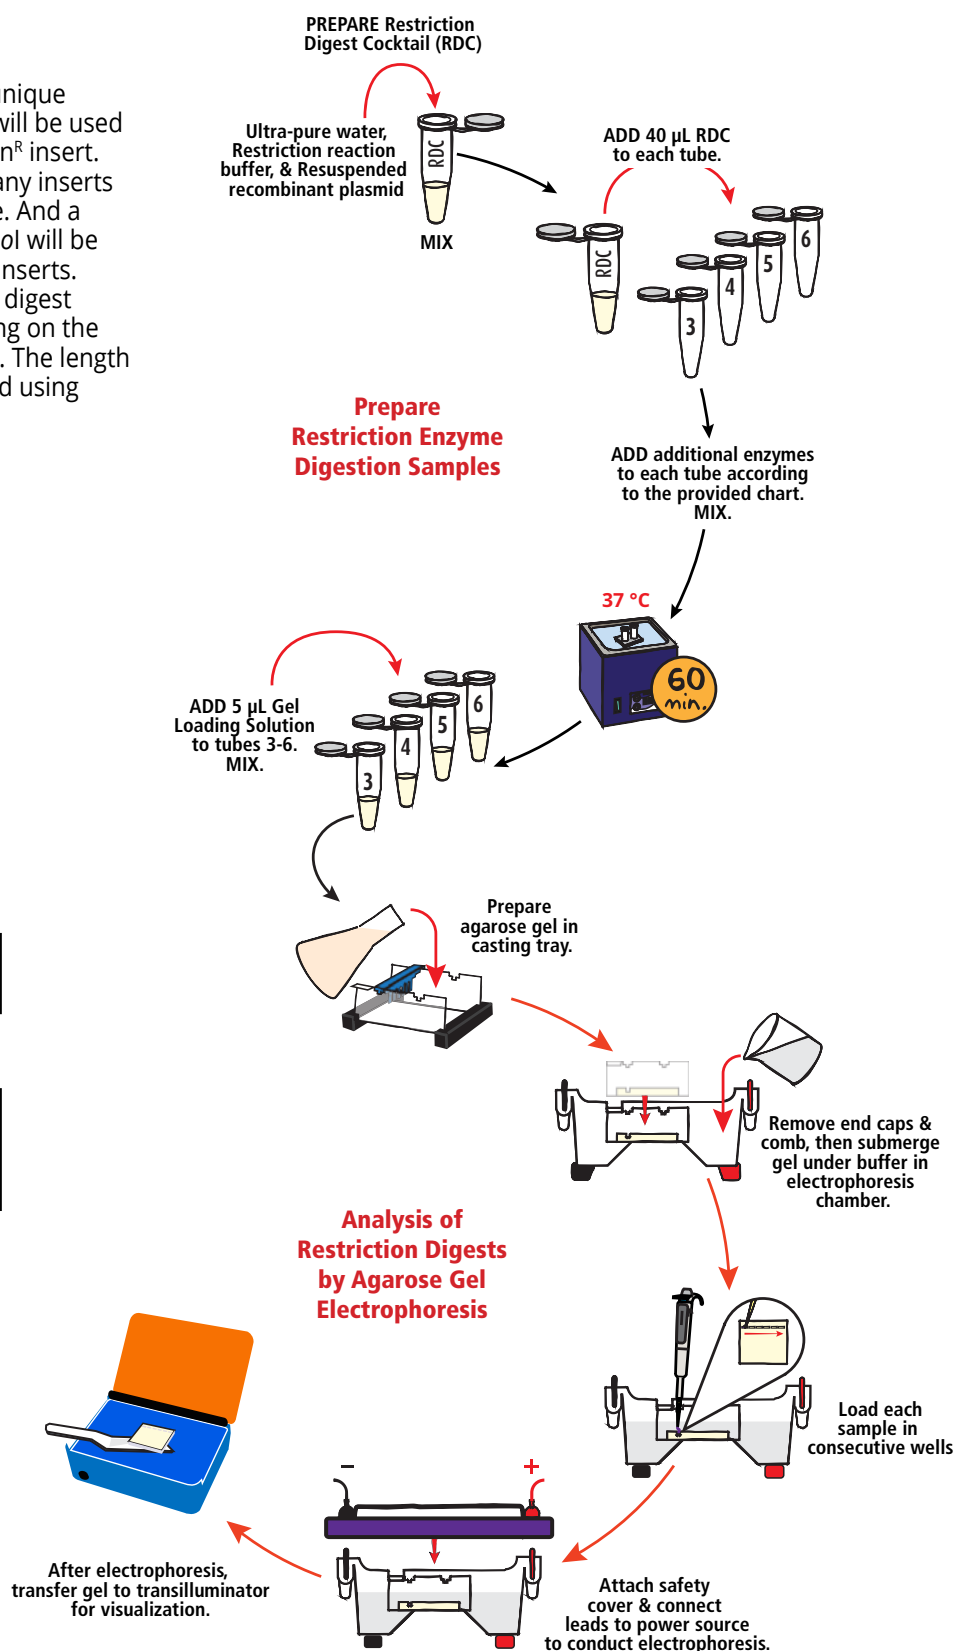 PREPARE Restriction
Digest Cocktail (RDC)
unique
will be used
n^R insert.
any inserts
e. And a
oI will be
inserts.
digest
ng on the
. The length
d using
Ultra-pure water,
Restriction reaction
buffer, & Resuspended
recombinant plasmid
RDC
MIX
ADD 40 µL RDC
to each tube.
RDC
3
4
5
6
Prepare
Restriction Enzyme
Digestion Samples
ADD additional enzymes
to each tube according
to the provided chart.
MIX.
37 °C
60
min.
ADD 5 µL Gel
Loading Solution
to tubes 3-6.
MIX.
3
4
5
6
Prepare
agarose gel in
casting tray.
Remove end caps &
comb, then submerge
gel under buffer in
electrophoresis
chamber.
Analysis of
Restriction Digests
by Agarose Gel
Electrophoresis
Load each
sample in
consecutive wells
–
+
Attach safety
cover & connect
leads to power source
to conduct electrophoresis.
After electrophoresis,
transfer gel to transilluminator
for visualization.